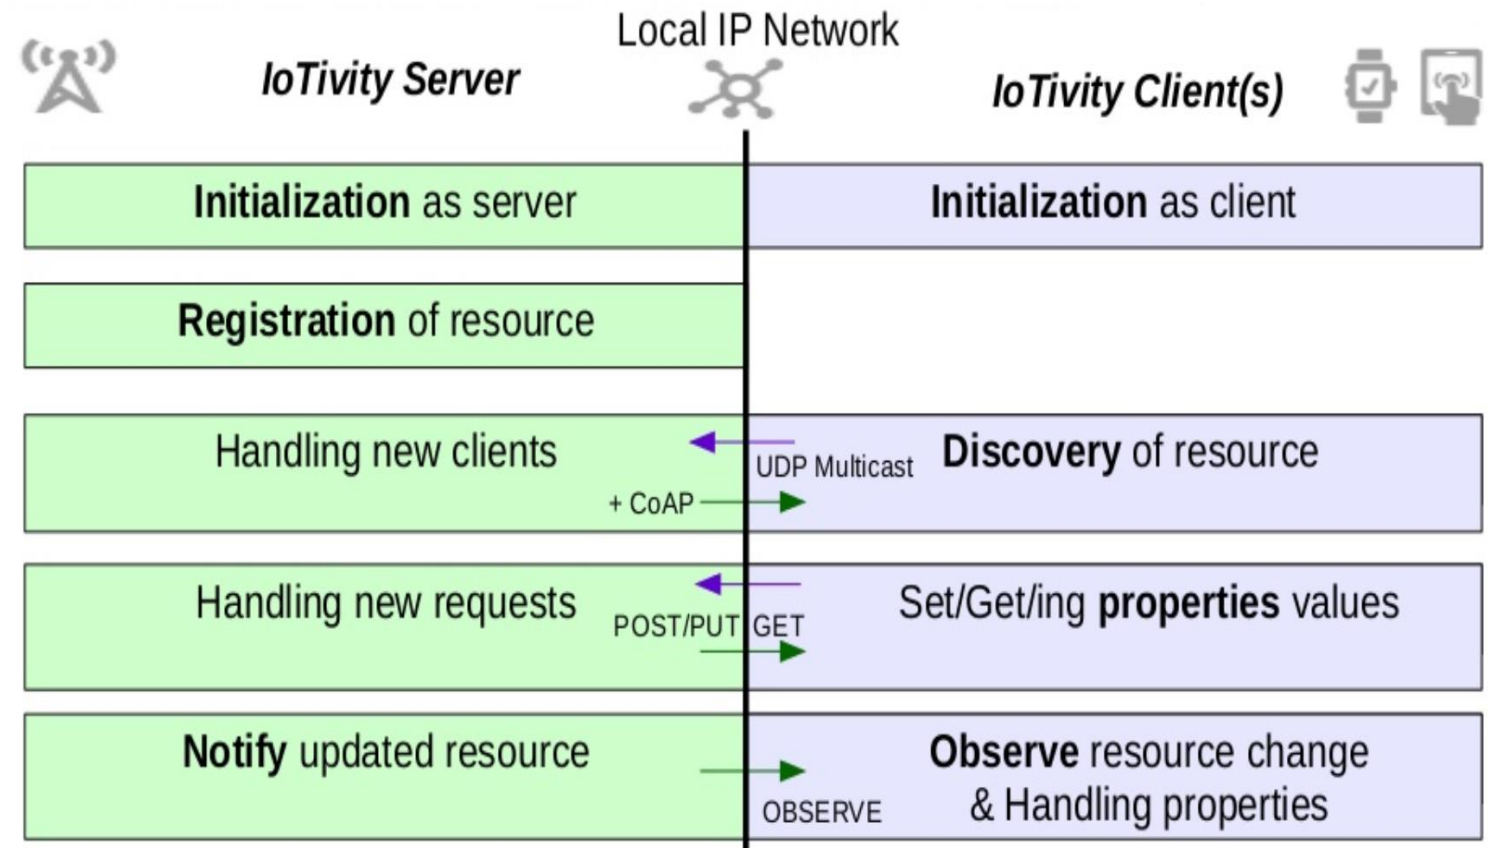 Local IP Network
IoTivity Server
IoTivity Client(s)
Initialization as server
Initialization as client
Registration of resource
Handling new clients
UDP Multicast
Discovery of resource
+ CoAP
Handling new requests
POST/PUT GET
Set/Get/ing properties values
Notify updated resource
OBSERVE
Observe resource change
& Handling properties